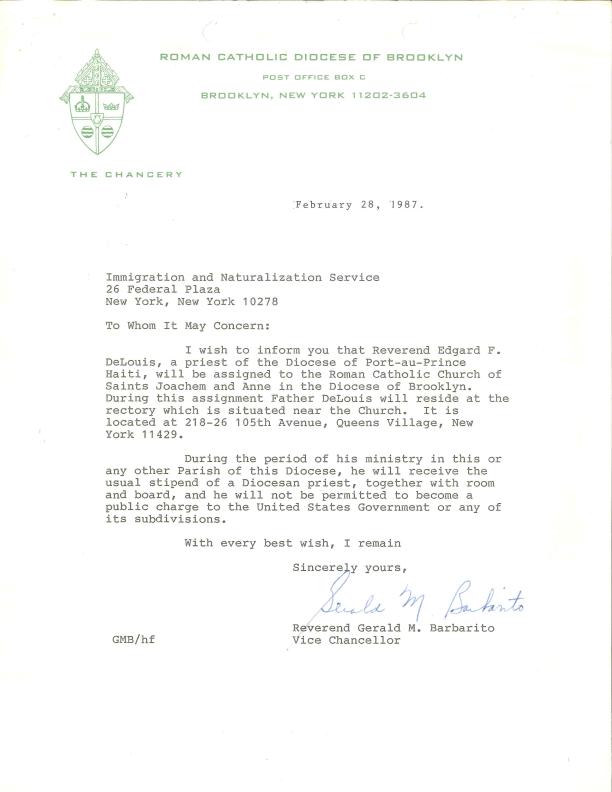 ROMAN CATHOLIC DIOCESE OF BROOKLYN
POST OFFICE BOX C
BROOKLYN, NEW YORK 11202-3604
THE CHANCERY
February 28, 1987.
Immigration and Naturalization Service
26 Federal Plaza
New York, New York 10278
To Whom It May Concern:
I wish to inform you that Reverend Edgard F.
DeLouis, a priest of the Diocese of Port-au-Prince
Haiti, will be assigned to the Roman Catholic Church of
Saints Joachem and Anne in the Diocese of Brooklyn.
During this assignment Father DeLouis will reside at the
rectory which is situated near the Church. It is
located at 218-26 105th Avenue, Queens Village, New
York 11429.
During the period of his ministry in this or
any other Parish of this Diocese, he will receive the
usual stipend of a Diocesan priest, together with room
and board, and he will not be permitted to become a
public charge to the United States Government or any of
its subdivisions.
With every best wish, I remain
Sincerely yours,
Gerald M. Barbarito
Reverend Gerald M. Barbarito
GMB/hf Vice Chancellor